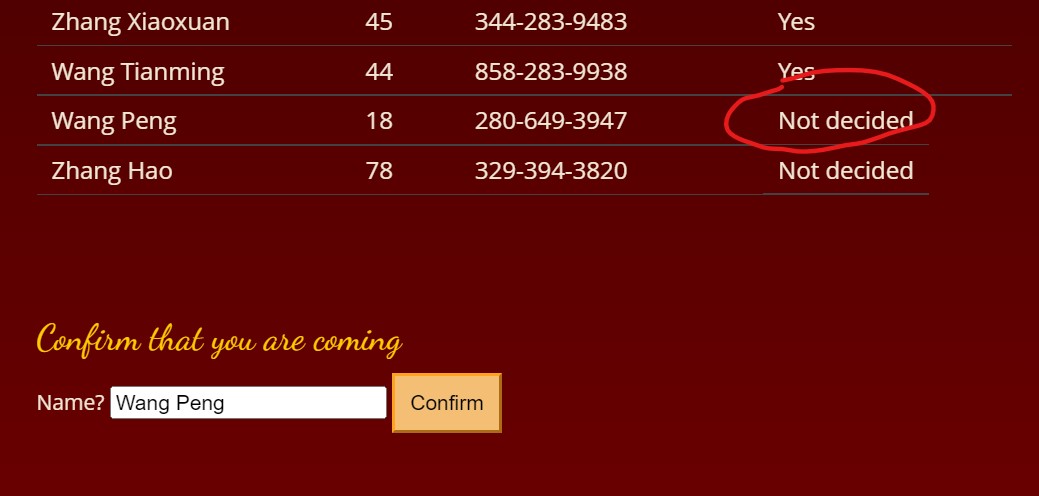 Zhang Xiaoxuan 45 344-283-9483 Yes
Wang Tianming 44 858-283-9938 Yes
Wang Peng 18 280-649-3947 Not decided
Zhang Hao 78 329-394-3820 Not decided
Confirm that you are coming
Name? Wang Peng Confirm